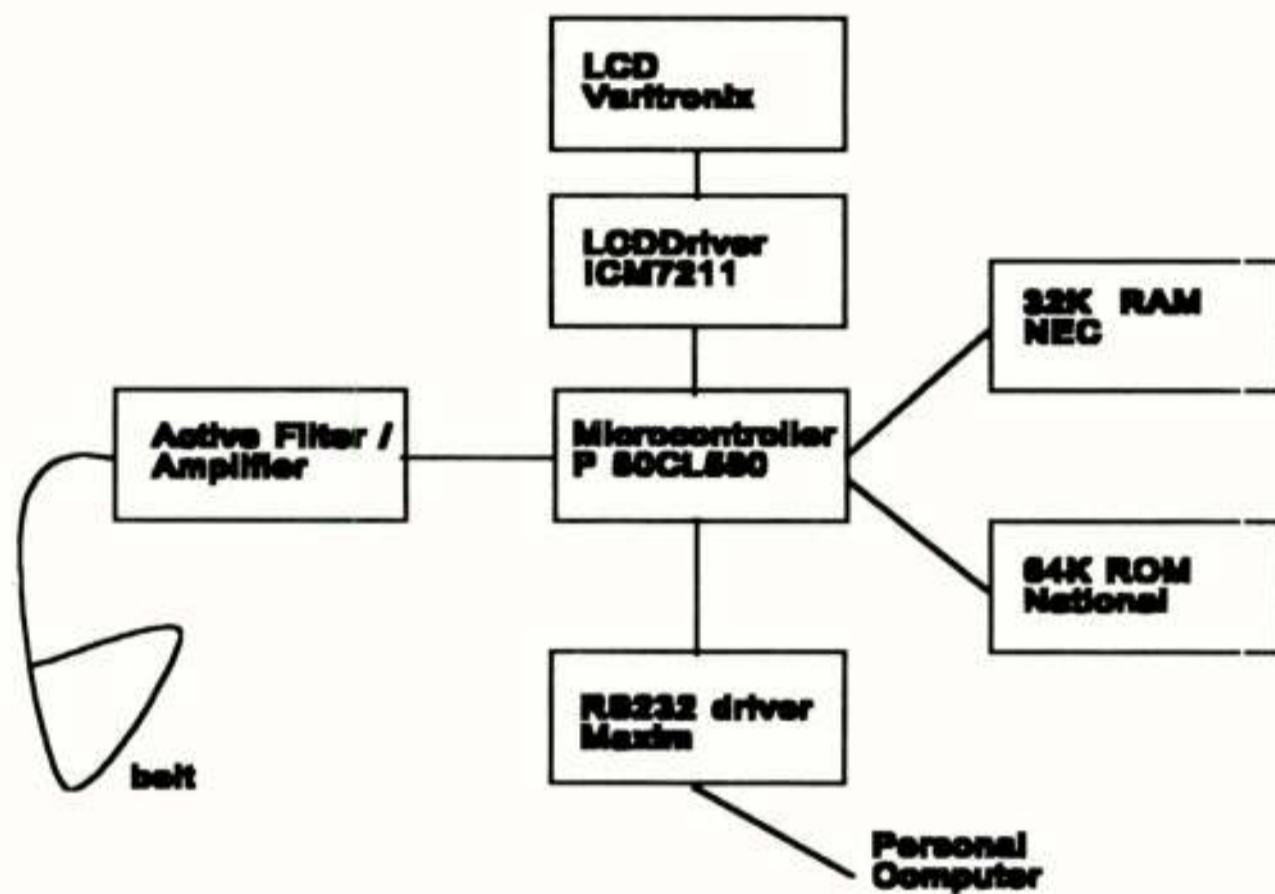 LCD
Varitronix
LCDDriver
ICM7211
32K RAM
NEC
Active Filter /
Amplifier
Microcontroller
P 80CL580
64K ROM
National
RS232 driver
Maxim
belt
Personal
Computer